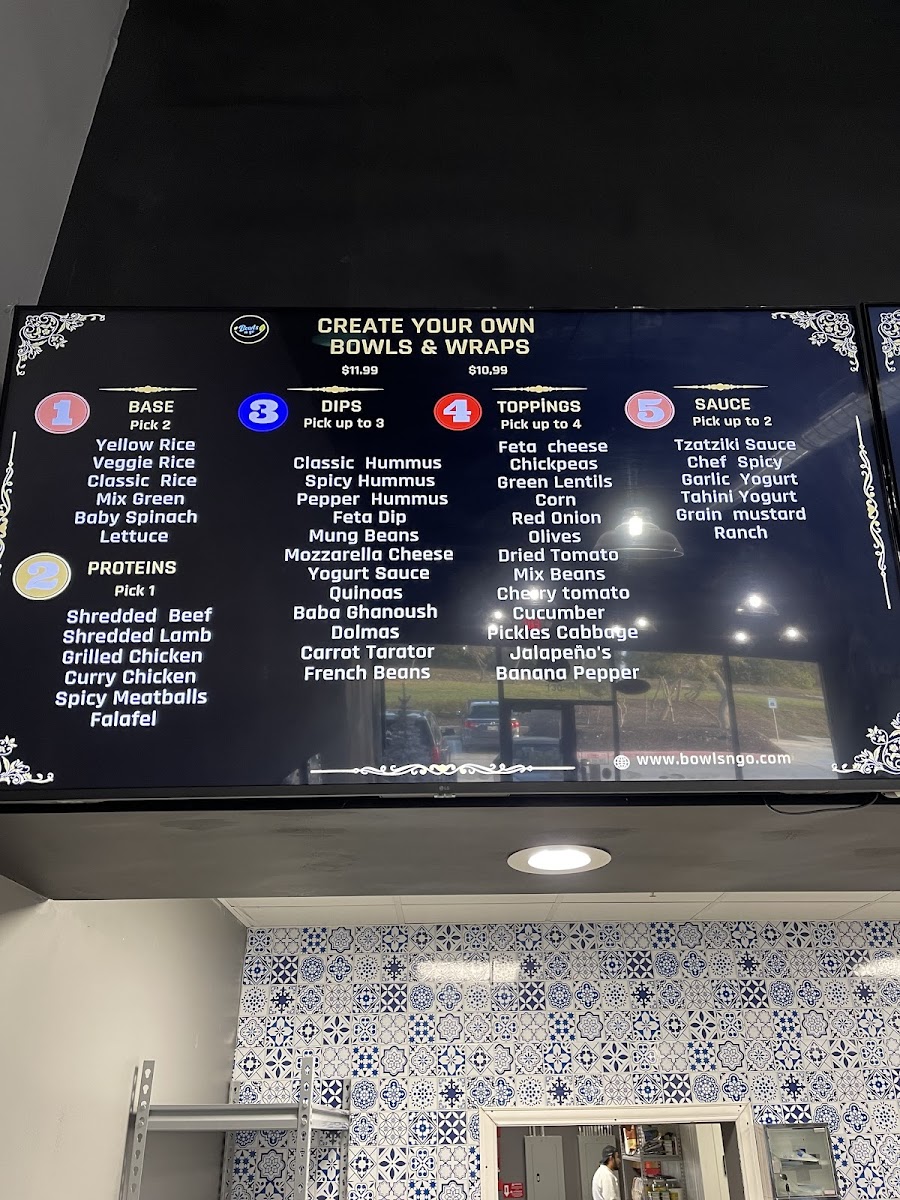 Bowls
CREATE YOUR OWN
BOWLS & WRAPS
$11.99 $10,99
1
BASE
Pick 2
Yellow Rice
Veggie Rice
Classic Rice
Mix Green
Baby Spinach
Lettuce
2
PROTEINS
Pick 1
Shredded Beef
Shredded Lamb
Grilled Chicken
Curry Chicken
Spicy Meatballs
Falafel
3
DIPS
Pick up to 3
Classic Hummus
Spicy Hummus
Pepper Hummus
Feta Dip
Mung Beans
Mozzarella Cheese
Yogurt Sauce
Quinoas
Baba Ghanoush
Dolmas
Carrot Tarator
French Beans
4
TOPPİNGS
Pick up to 4
Feta cheese
Chickpeas
Green Lentils
Corn
Red Onion
Olives
Dried Tomato
Mix Beans
Cherry tomato
Cucumber
Pickles Cabbage
Jalapeño's
Banana Pepper
5
SAUCE
Pick up to 2
Tzatziki Sauce
Chef Spicy
Garlic Yogurt
Tahini Yogurt
Grain mustard
Ranch
www.bowlsngo.com
LG